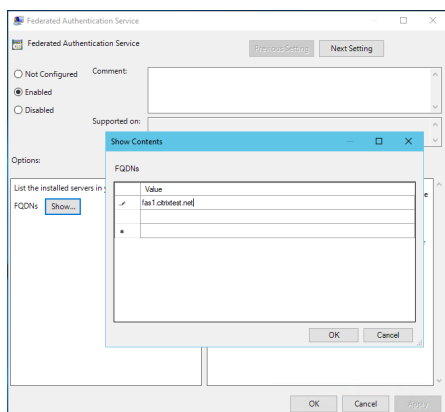 Federated Authentication Service
Federated Authentication Service
Previous Setting
Next Setting
Not Configured
Comment:
Enabled
Disabled
Supported on:
Options:
List the installed servers in
FQDNs
Show...
Show Contents
FQDNs
Value
fas1.citrixtest.net
OK
Cancel
OK
Cancel
Apply